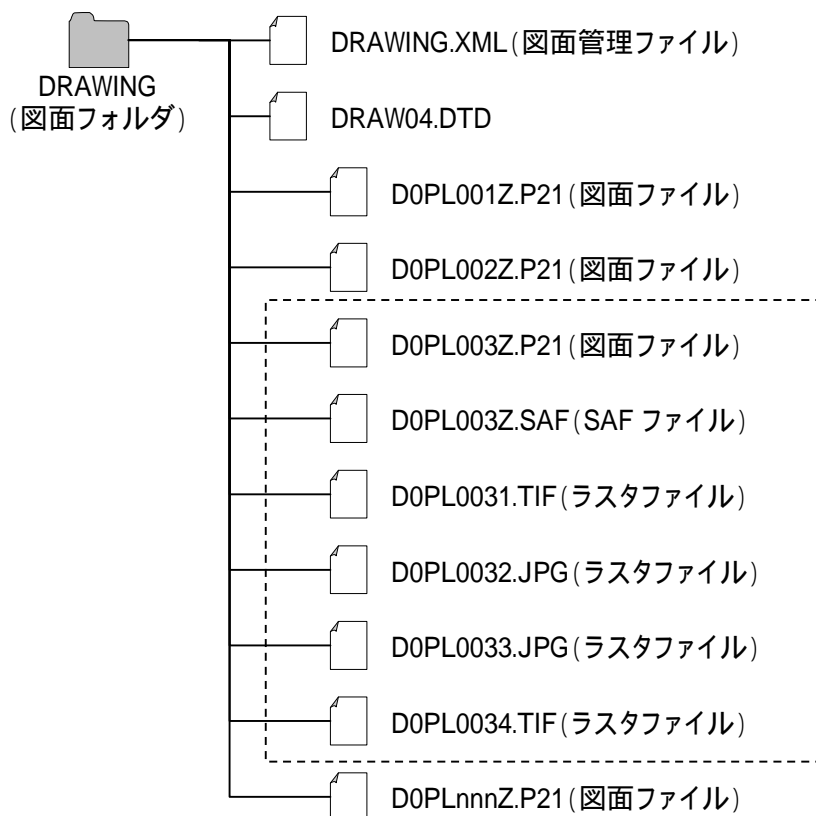 DRAWING
(図面フォルダ)
DRAWING.XML(図面管理ファイル)
DRAW04.DTD
D0PL001Z.P21(図面ファイル)
D0PL002Z.P21(図面ファイル)
D0PL003Z.P21(図面ファイル)
D0PL003Z.SAF(SAF ファイル)
D0PL0031.TIF(ラスタファイル)
D0PL0032.JPG(ラスタファイル)
D0PL0033.JPG(ラスタファイル)
D0PL0034.TIF(ラスタファイル)
D0PLnnnZ.P21(図面ファイル)